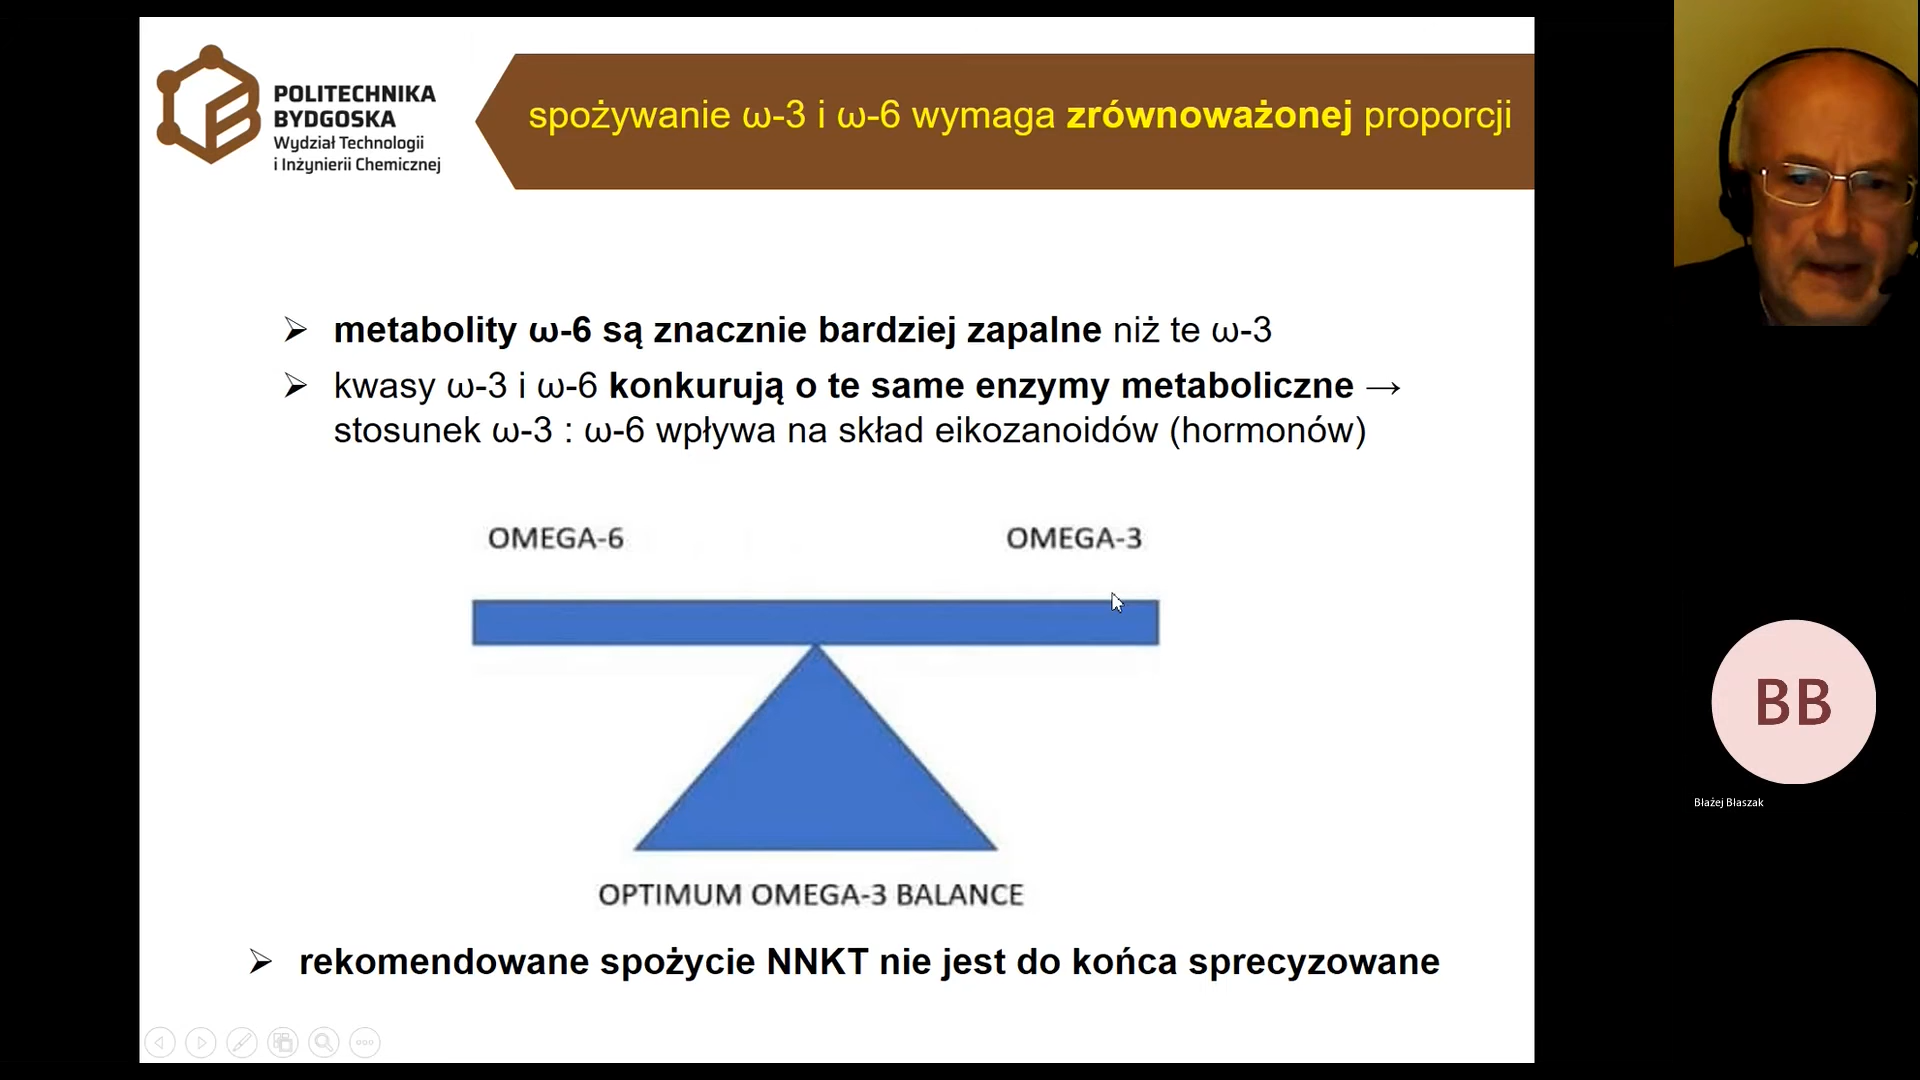 POLITECHNIKA
BYDGOSKA
Wydział Technologii
i Inżynierii Chemicznej
spożywanie ω-3 i ω-6 wymaga zrównoważonej proporcji
➢ metabolity ω-6 są znacznie bardziej zapalne niż te ω-3
➢ kwasy ω-3 i ω-6 konkurują o te same enzymy metaboliczne →
stosunek ω-3 : ω-6 wpływa na skład eikozanoidów (hormonów)
OMEGA-6 OMEGA-3
OPTIMUM OMEGA-3 BALANCE
➢ rekomendowane spożycie NNKT nie jest do końca sprecyzowane
BB
Błażej Błaszak